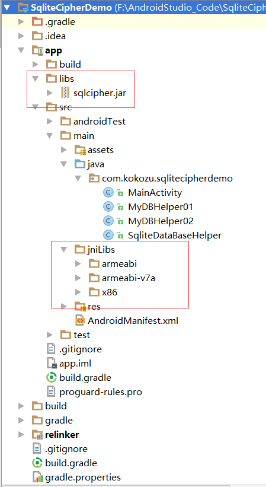 SqliteCipherDemo (F:\AndroidStudio_Code\SqliteCiph
.gradle
.idea
app
build
libs
sqlcipher.jar
src
androidTest
main
assets
java
com.kokozu.sqlitecipherdemo
MainActivity
MyDBHelper01
MyDBHelper02
SqliteDataBaseHelper
jniLibs
armeabi
armeabi-v7a
x86
res
AndroidManifest.xml
test
.gitignore
app.iml
build.gradle
proguard-rules.pro
build
gradle
relinker
.gitignore
build.gradle
gradle.properties